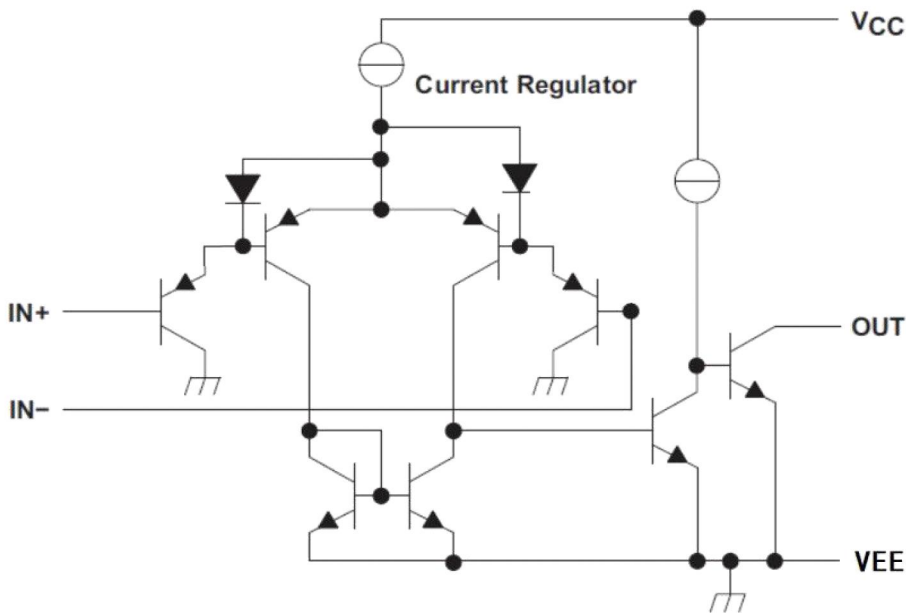 VCC
Current Regulator
IN+
OUT
IN−
VEE